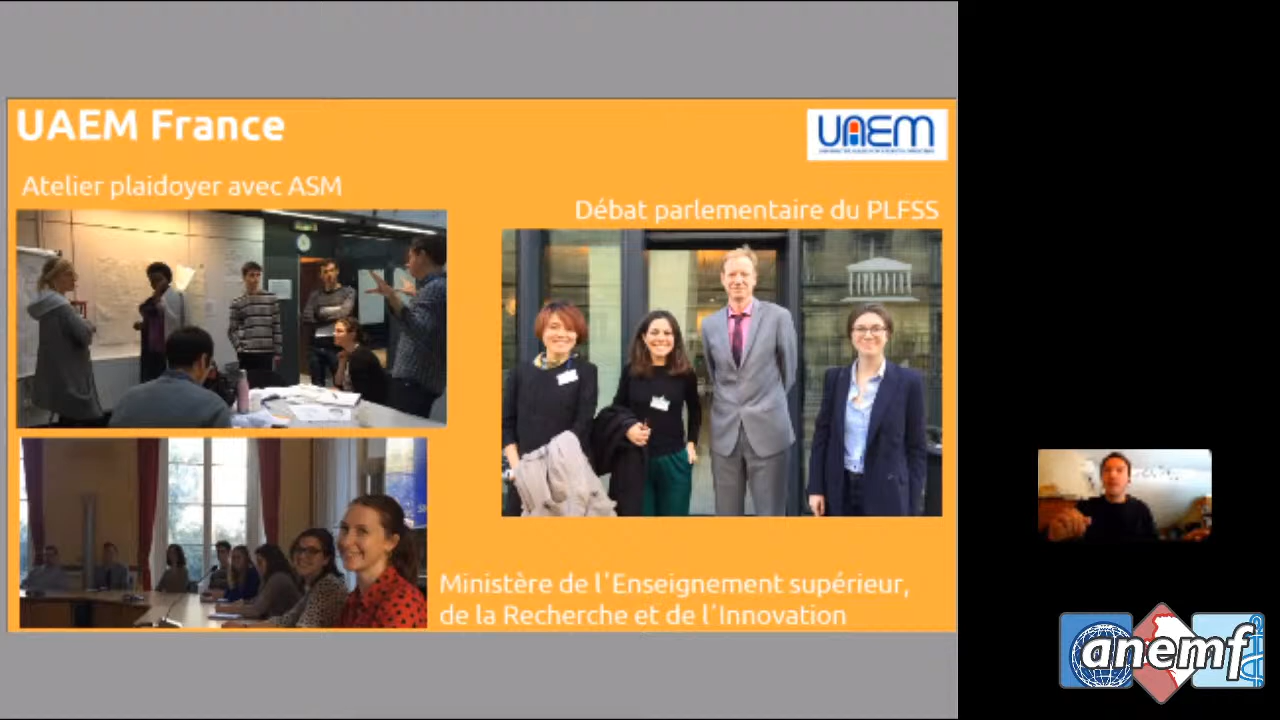 UAEM France
UAEM
Atelier plaidoyer avec ASM
Débat parlementaire du PLFSS
Ministère de l'Enseignement supérieur,
de la Recherche et de l'Innovation
anemf